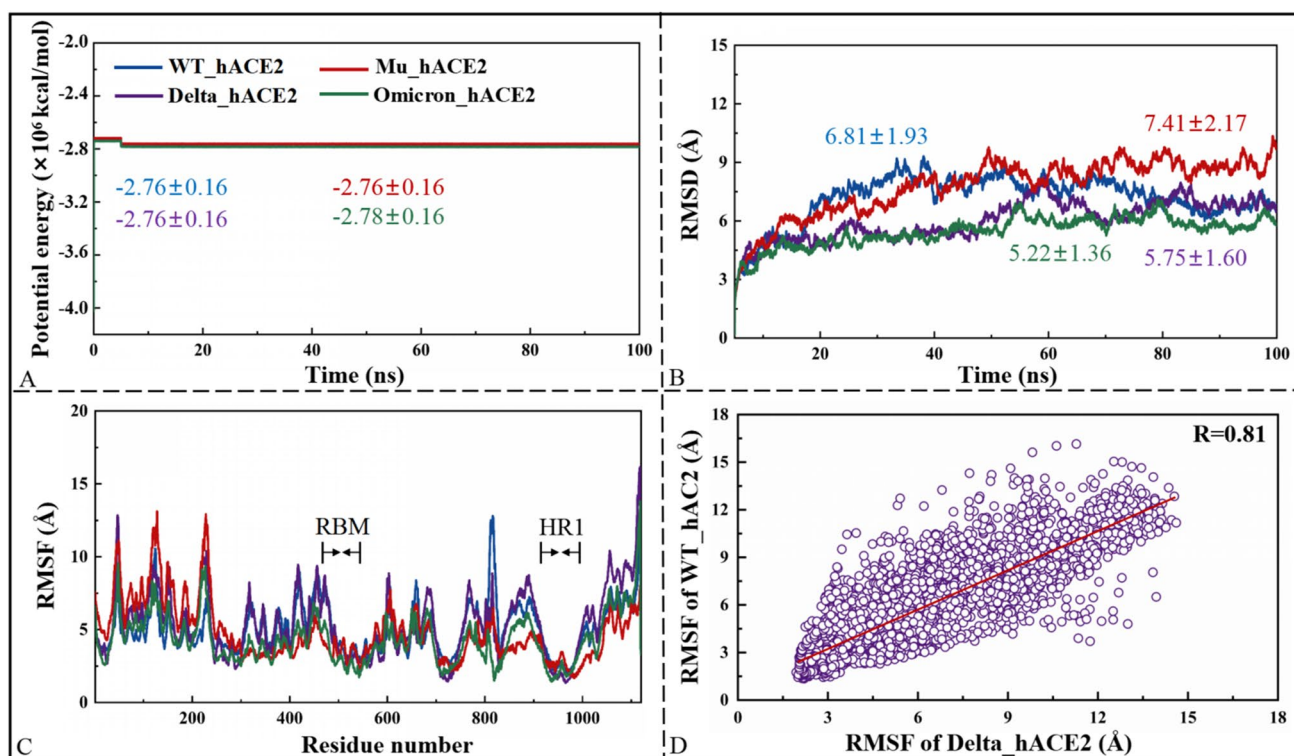 Potential energy (×10⁶ kcal/mol)
-2.0
-2.4
-2.8
-3.2
-3.6
-4.0
WT_hACE2
Mu_hACE2
Delta_hACE2
Omicron_hACE2
-2.76±0.16
-2.76±0.16
-2.76±0.16
-2.78±0.16
0
20
40
60
80
100
Time (ns)
A
RMSD (Å)
15
12
9
6
3
0
6.81±1.93
7.41±2.17
5.22±1.36
5.75±1.60
20
40
60
80
100
Time (ns)
B
RMSF (Å)
20
15
10
5
0
RBM
HR1
200
400
600
800
1000
Residue number
C
RMSF of WT_hAC2 (Å)
18
15
12
9
6
3
0
R=0.81
0
3
6
9
12
15
18
RMSF of Delta_hACE2 (Å)
D